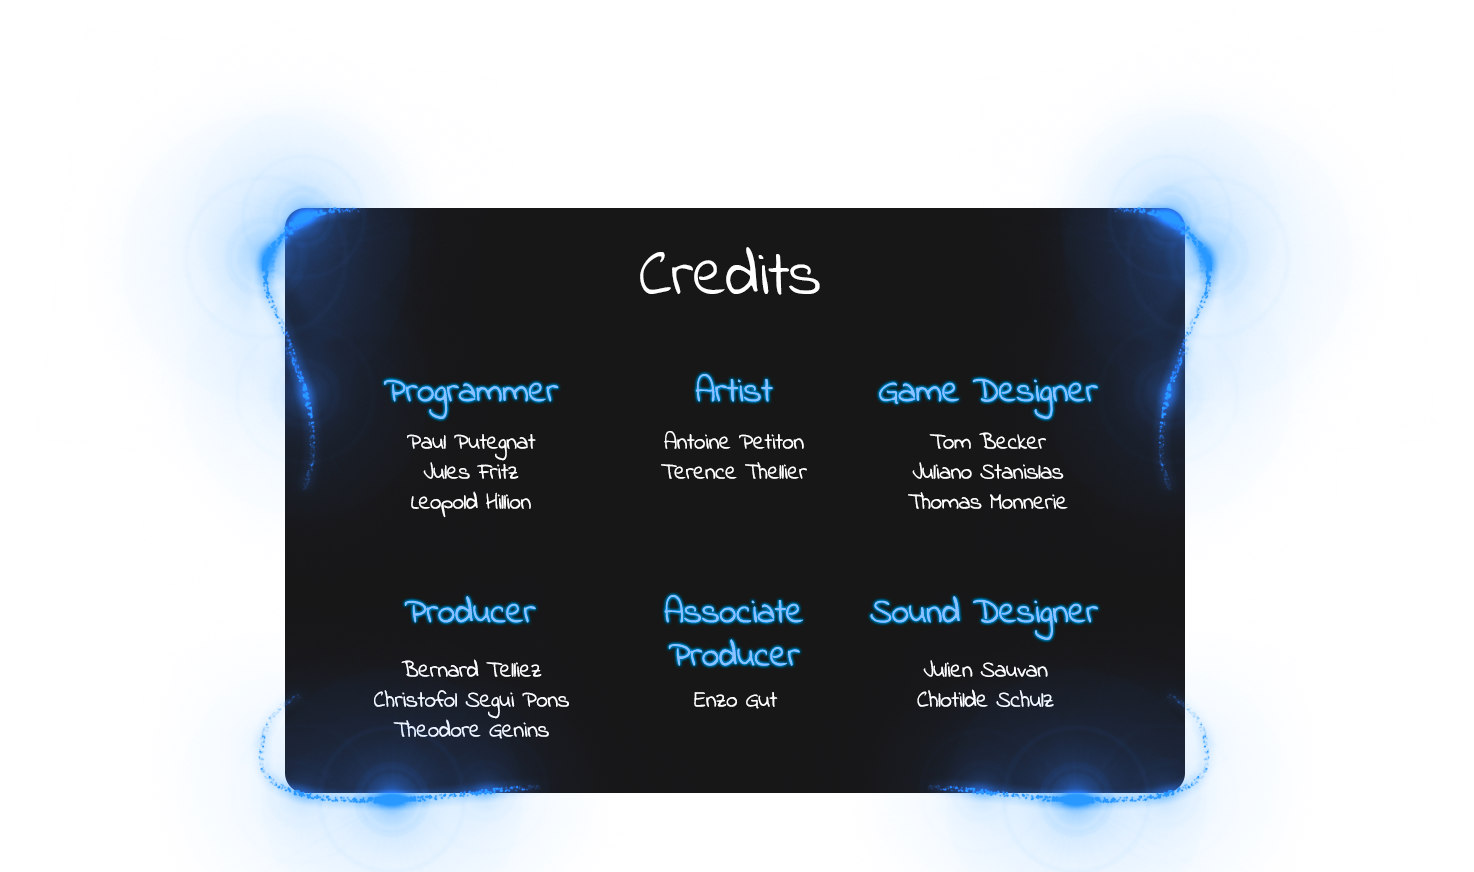 Credits
Programmer
Paul Putegnat
Jules Fritz
Leopold Hillion
Artist
Antoine Petiton
Terence Thellier
Game Designer
Tom Becker
Juliano Stanislas
Thomas Monnerie
Producer
Bernard Telliez
Christofol Segui Pons
Theodore Genins
Associate
Producer
Enzo Gut
Sound Designer
Julien Sauvan
Chlotilde Schulz